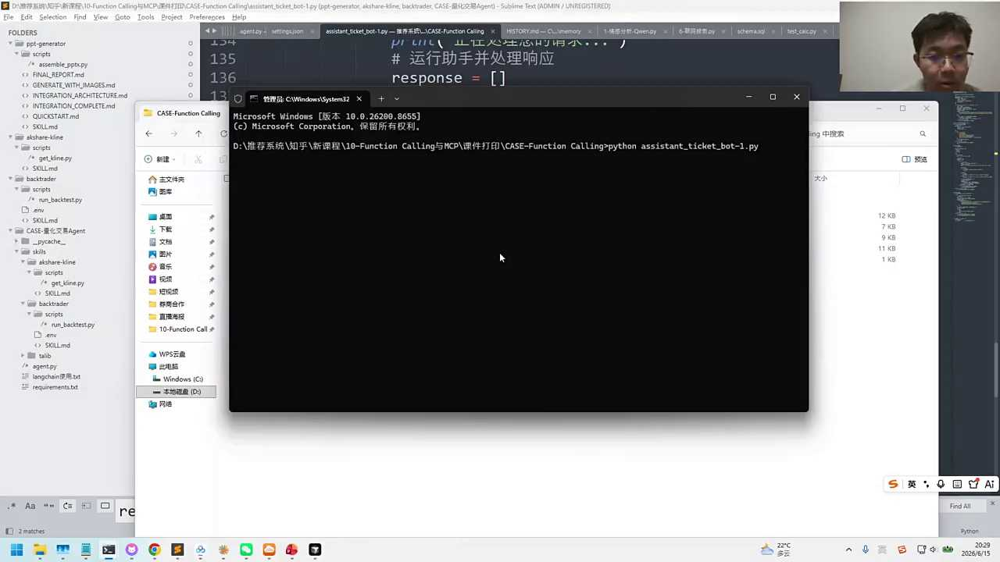 D:\推荐系统\知乎\新课程\10-Function Calling与MCP\课件打印\CASE-Function Calling\assistant_ticket_bot-1.py (ppt-generator, akshare-kline, backtrader, CASE-量化交易Agent) - Sublime Text (ADMIN / UNREGISTERED)
File Edit Selection Find View Goto Tools Project Preferences Help
FOLDERS
ppt-generator
scripts
assemble_pptx.py
FINAL_REPORT.md
GENERATE_WITH_IMAGES.md
INTEGRATION_ARCHITECTURE.md
INTEGRATION_COMPLETE.md
QUICKSTART.md
SKILL.md
akshare-kline
scripts
get_kline.py
SKILL.md
backtrader
scripts
run_backtest.py
.env
SKILL.md
CASE-量化交易Agent
__pycache__
skills
akshare-kline
scripts
get_kline.py
SKILL.md
backtrader
scripts
run_backtest.py
.env
SKILL.md
talib
agent.py
langchain使用.txt
requirements.txt
agent.py settings.json assistant_ticket_bot-1.py — 推荐系统\...\CASE-Function Calling HISTORY.md — C:\...\memory 1-情感分析-Qwen.py 6-联网搜索.py schema.sql test_calc.py
134 print("正在处理您的请求...")
135 # 运行助手并处理响应
136 response = []
管理员: C:\Windows\System32
Microsoft Windows [版本 10.0.26200.8655]
(c) Microsoft Corporation。保留所有权利。
D:\推荐系统\知乎\新课程\10-Function Calling与MCP\课件打印\CASE-Function Calling>python assistant_ticket_bot-1.py
CASE-Function Calling
ing 中搜索
新建
预览
大小
主文件夹
图库
桌面
下载
文档
图片
音乐
视频
短视频
券商合作
直播海报
10-Function Call
WPS云盘
此电脑
Windows (C:)
本地磁盘 (D:)
网络
12 KB
7 KB
9 KB
11 KB
1 KB
英
Ai
Aa
re
Find All
2 matches
Python
22°C
多云
英
20:29
2026/6/15